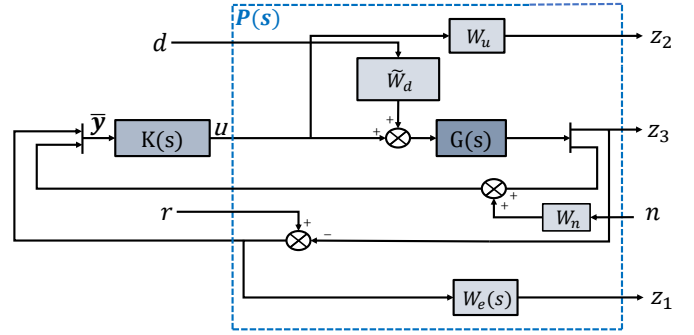 P(s)
d
W_u
z_2
W̃_d
+
ȳ
K(s)
u
+
G(s)
z_3
+
+
r
+
W_n
n
−
W_e(s)
z_1